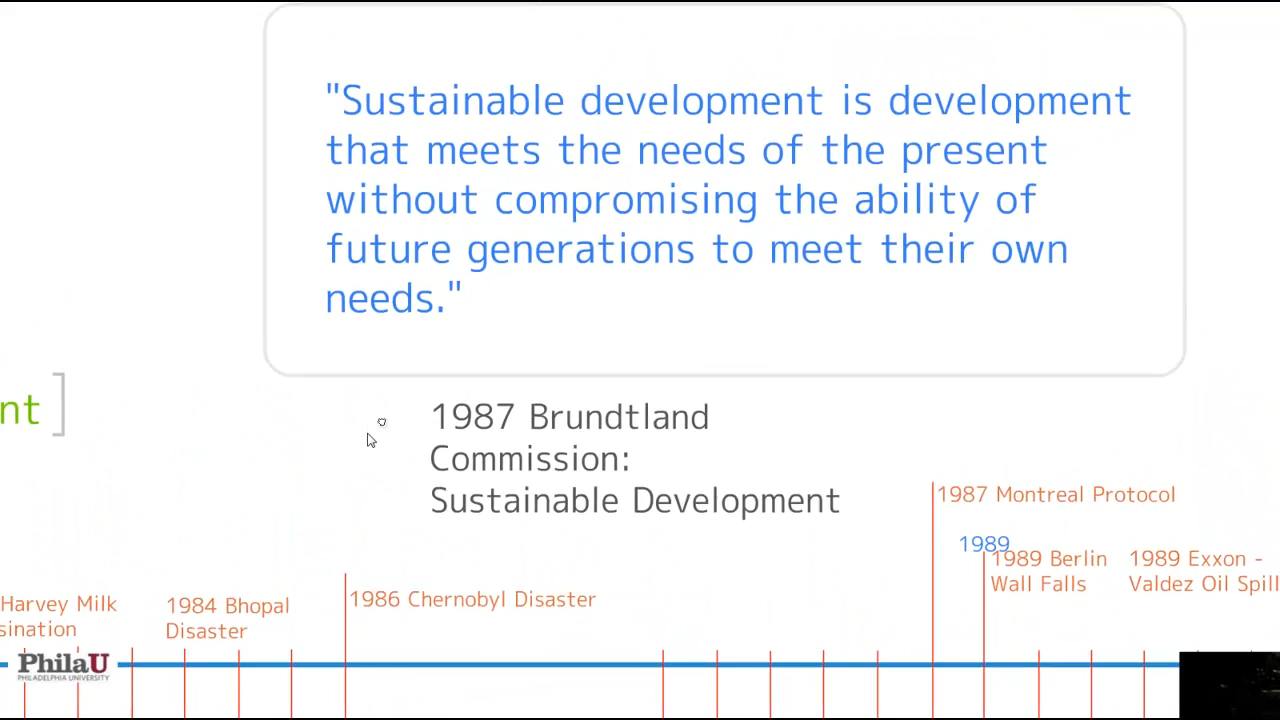 "Sustainable development is development
that meets the needs of the present
without compromising the ability of
future generations to meet their own
needs."
nt]
1987 Brundtland
Commission:
Sustainable Development
1987 Montreal Protocol
1989
1989 Berlin
Wall Falls
1989 Exxon -
Valdez Oil Spill
1986 Chernobyl Disaster
Harvey Milk
sination
1984 Bhopal
Disaster
PhilaU
PHILADELPHIA UNIVERSITY